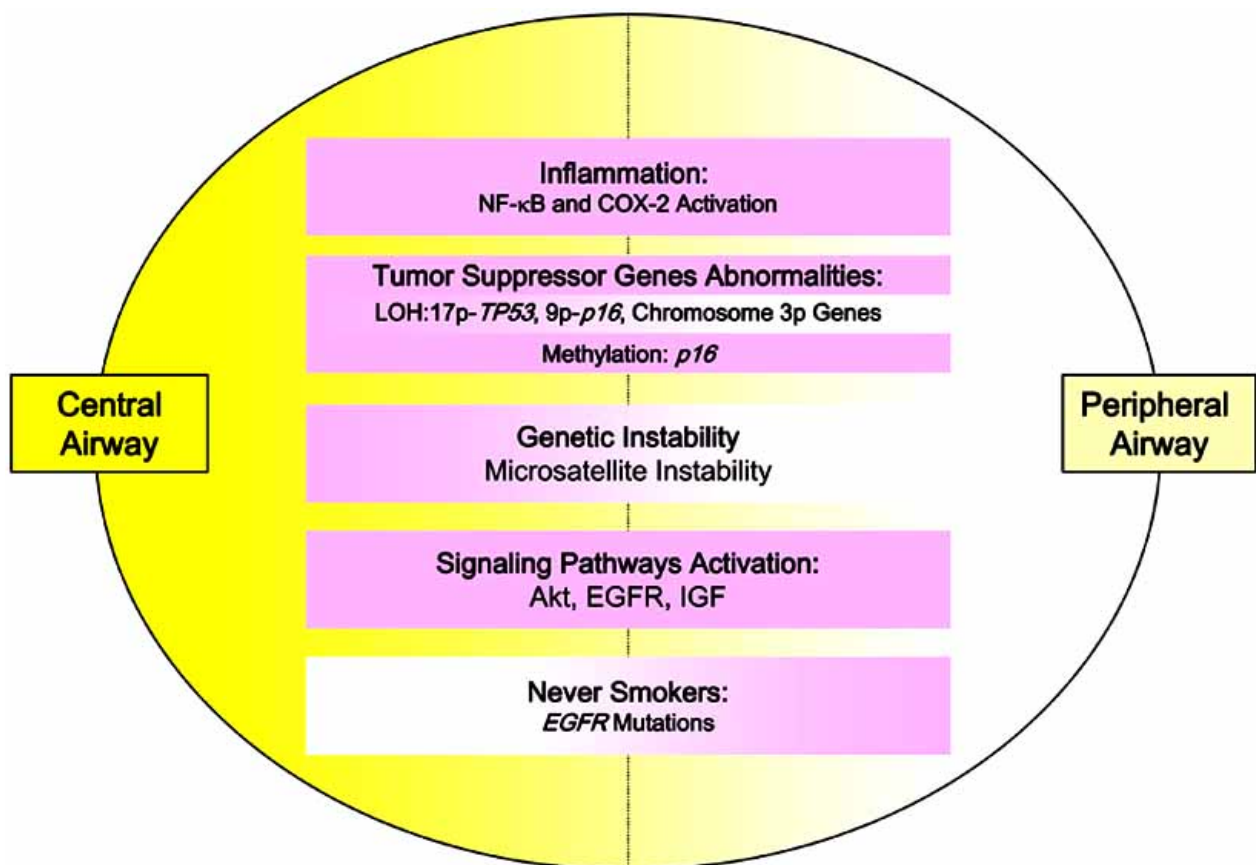 Inflammation:
NF-κB and COX-2 Activation
Tumor Suppressor Genes Abnormalities:
LOH:17p-TP53, 9p-p16, Chromosome 3p Genes
Methylation: p16
Central
Airway
Peripheral
Airway
Genetic Instability
Microsatellite Instability
Signaling Pathways Activation:
Akt, EGFR, IGF
Never Smokers:
EGFR Mutations